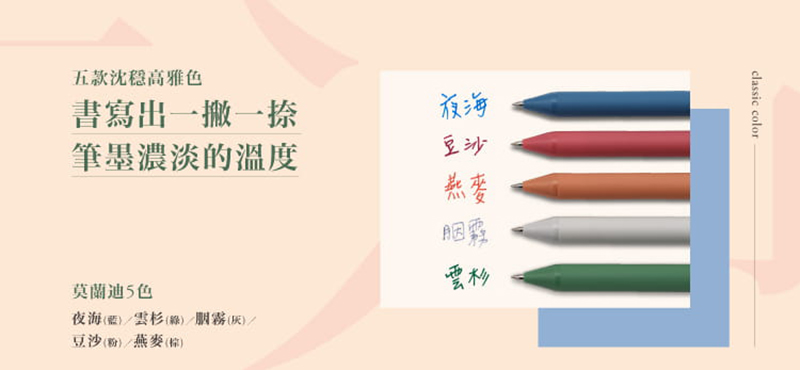 五款沈穩高雅色
書寫出一撇一捺
筆墨濃淡的溫度
莫蘭迪5色
夜海(藍)／雲杉(綠)／胭霧(灰)／
豆沙(粉)／燕麥(棕)
夜海
豆沙
燕麥
胭霧
雲杉
classic color